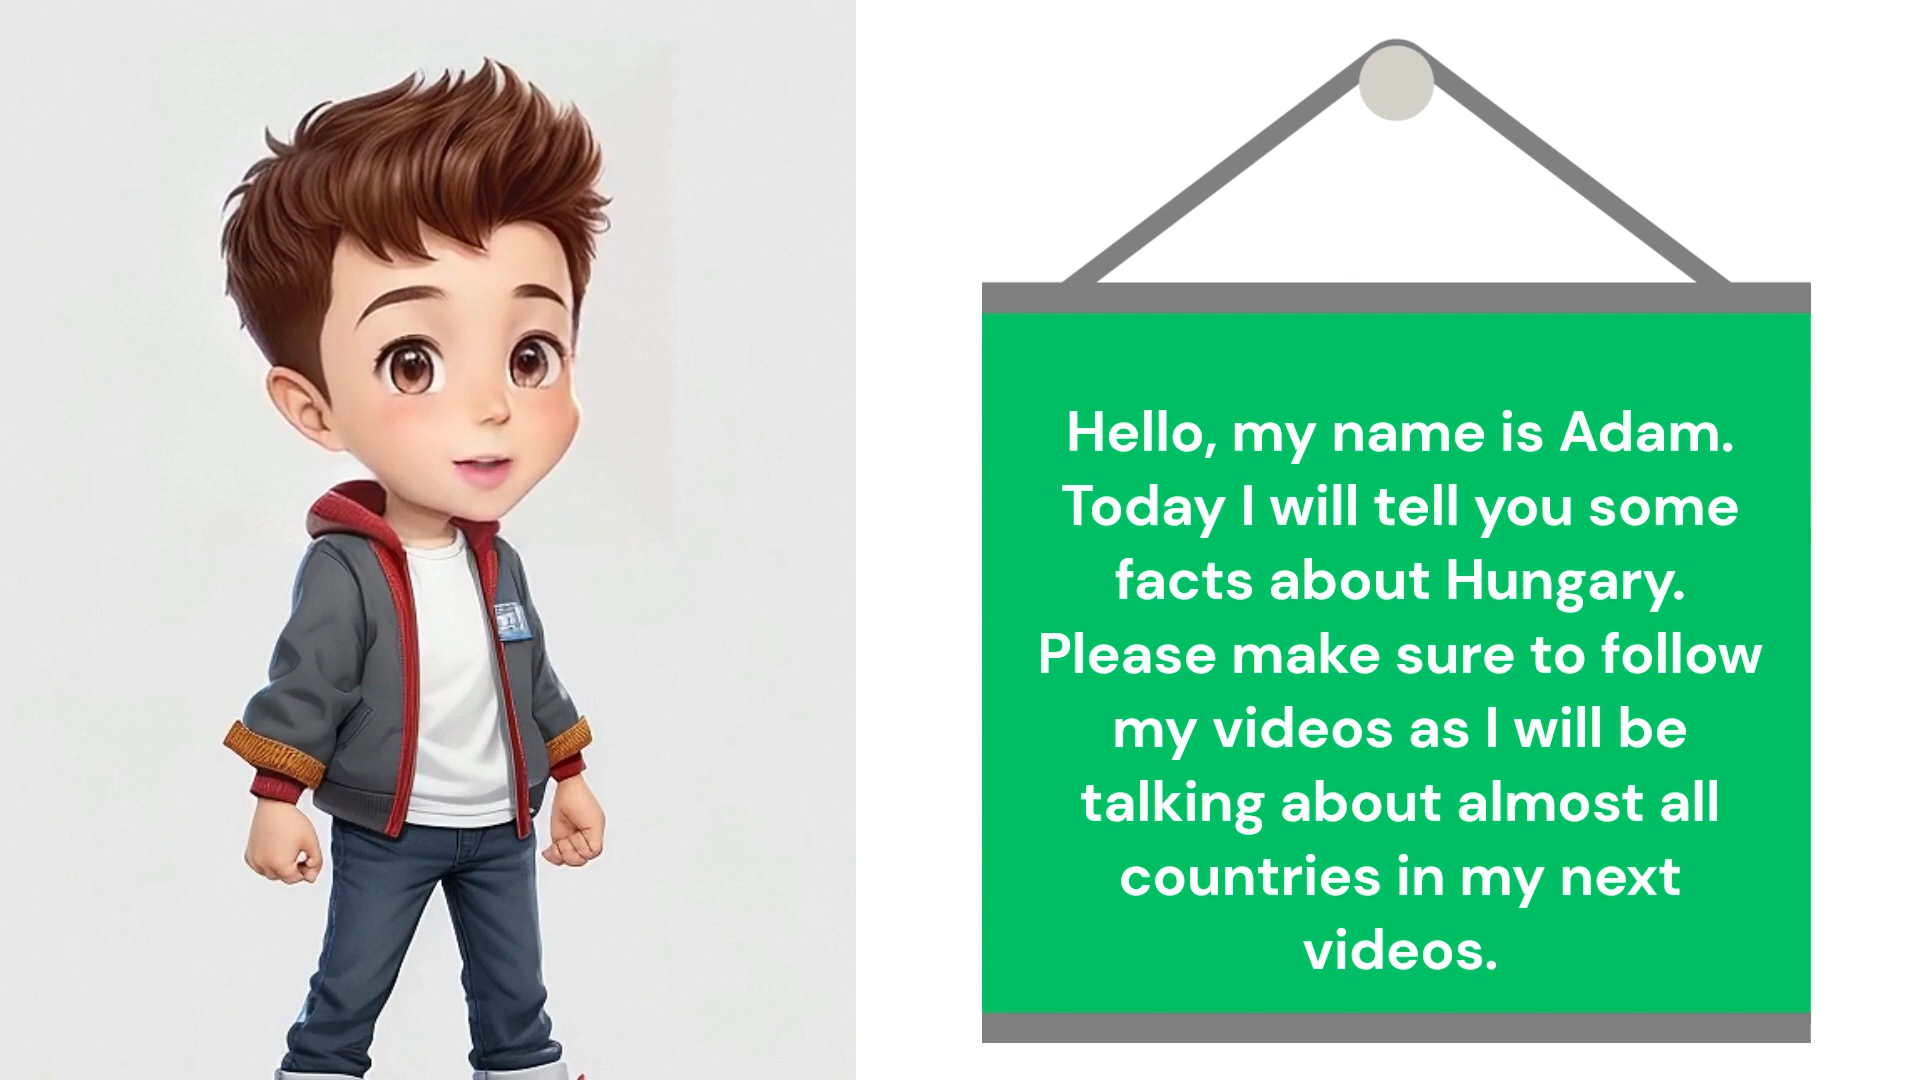 Hello, my name is Adam.
Today I will tell you some
facts about Hungary.
Please make sure to follow
my videos as I will be
talking about almost all
countries in my next
videos.